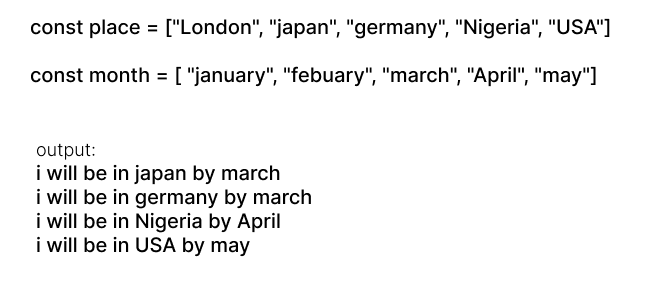 const place = ["London", "japan", "germany", "Nigeria", "USA"]
const month = [ "january", "febuary", "march", "April", "may"]
output:
i will be in japan by march
i will be in germany by march
i will be in Nigeria by April
i will be in USA by may